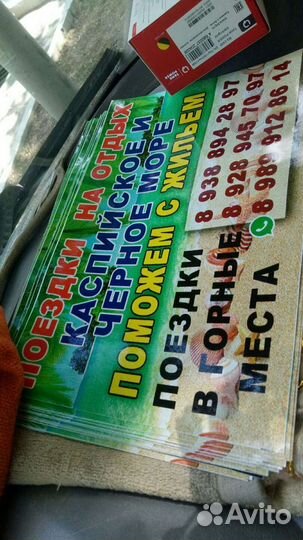 ПОЕЗДКИ НА ОТДЫХ
КАСПИЙСКОЕ И
ЧЕРНОЕ МОРЕ
ПОМОЖЕМ С ЖИЛЬЕМ
ПОЕЗДКИ
В ГОРНЫЕ
МЕСТА
8 938 894 28 97
8 928 945 70 97
8 989 912 86 14
Avito